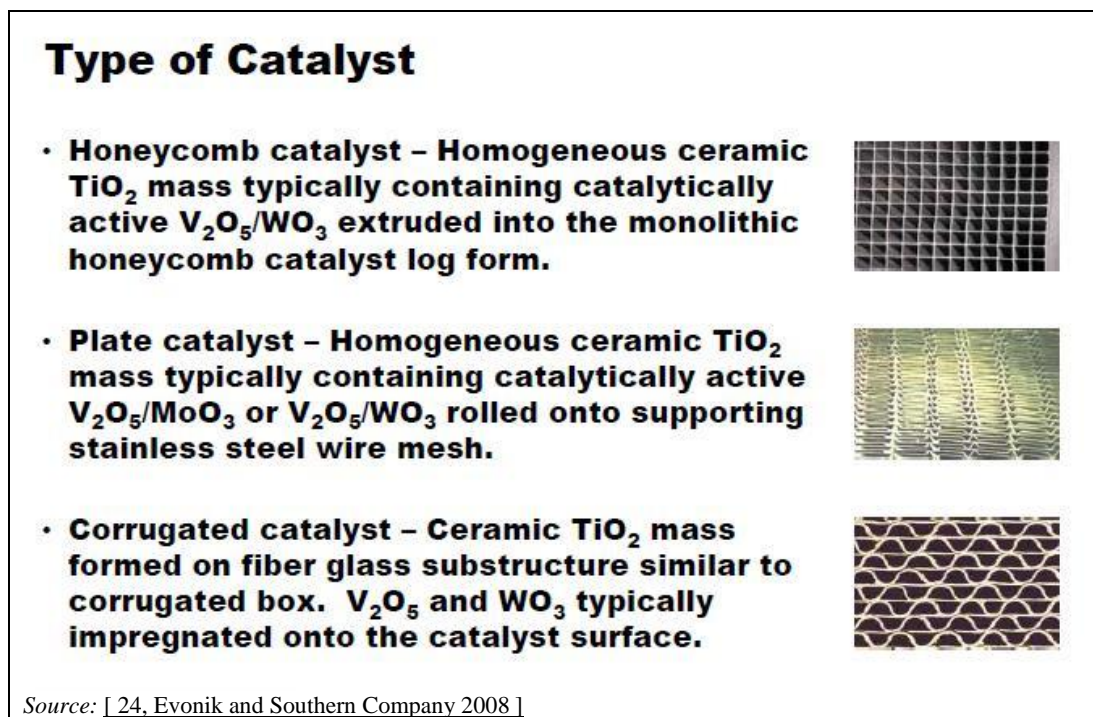 Type of Catalyst
• Honeycomb catalyst – Homogeneous ceramic
TiO₂ mass typically containing catalytically
active V₂O₅/WO₃ extruded into the monolithic
honeycomb catalyst log form.
• Plate catalyst – Homogeneous ceramic TiO₂
mass typically containing catalytically active
V₂O₅/MoO₃ or V₂O₅/WO₃ rolled onto supporting
stainless steel wire mesh.
• Corrugated catalyst – Ceramic TiO₂ mass
formed on fiber glass substructure similar to
corrugated box. V₂O₅ and WO₃ typically
impregnated onto the catalyst surface.
Source: [ 24, Evonik and Southern Company 2008 ]